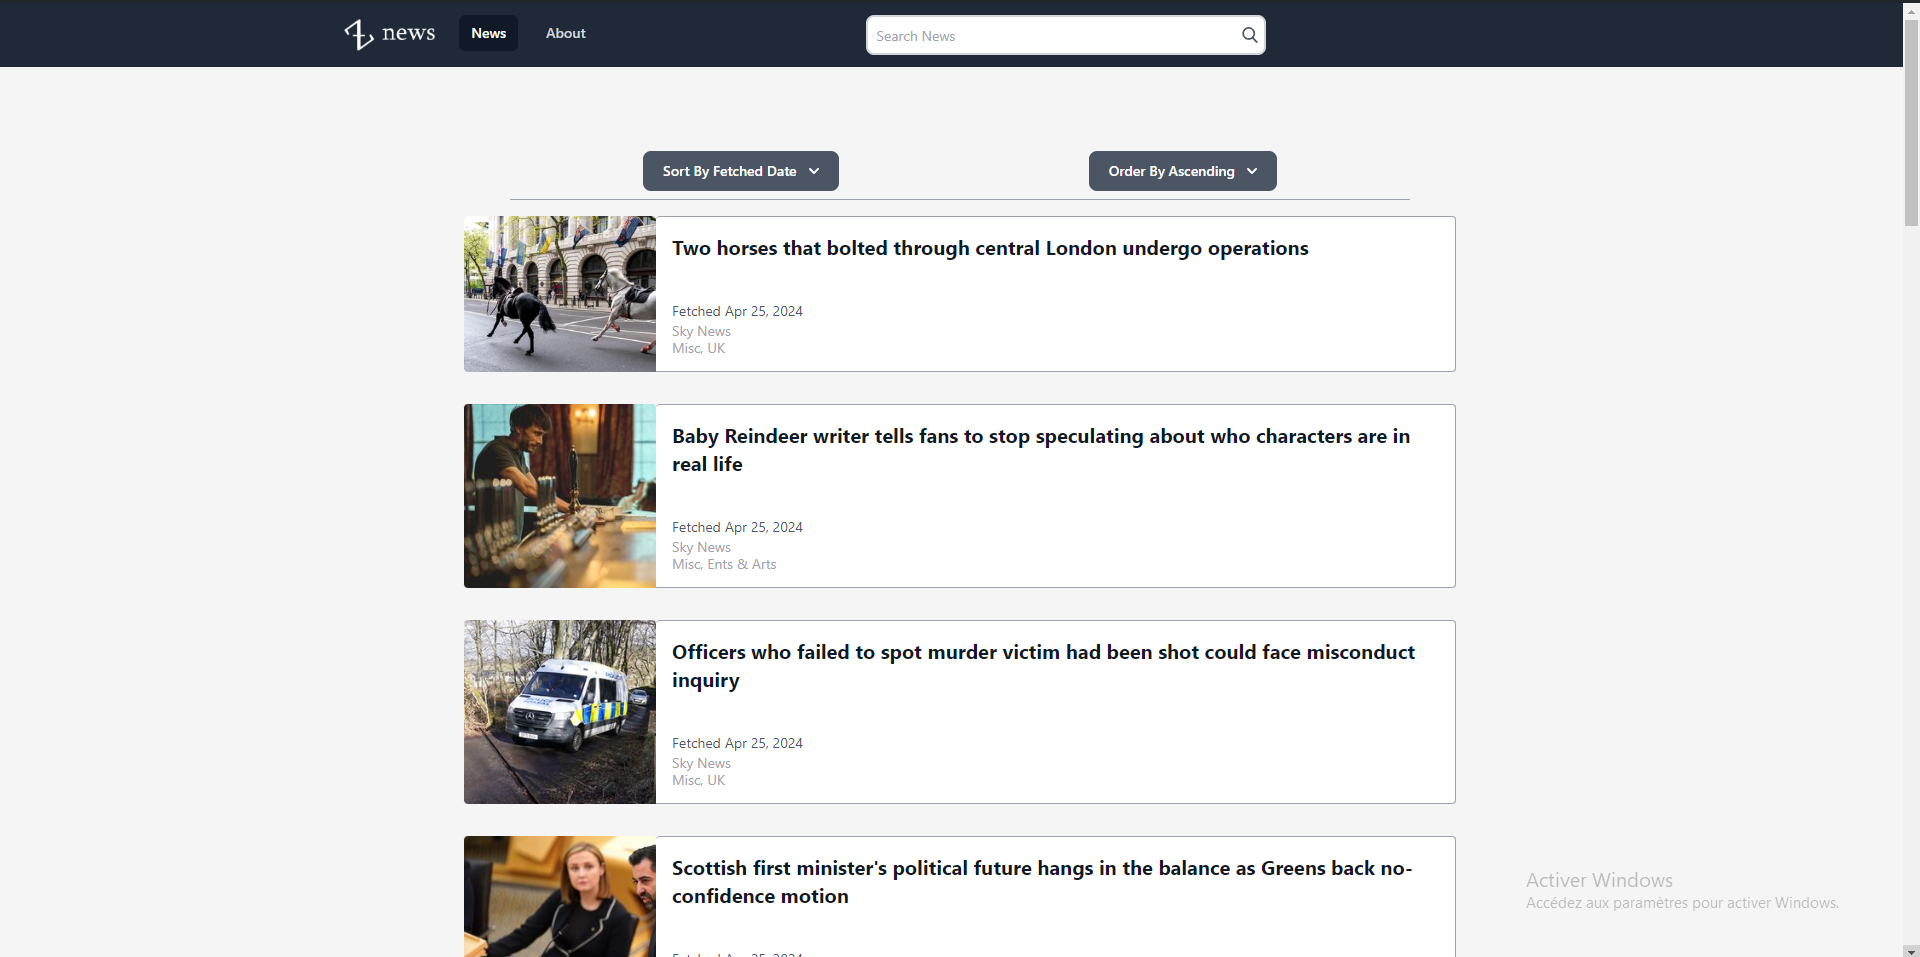 news
News
About
Search News
Sort By Fetched Date
Order By Ascending
Two horses that bolted through central London undergo operations
Fetched Apr 25, 2024
Sky News
Misc, UK
Baby Reindeer writer tells fans to stop speculating about who characters are in
real life
Fetched Apr 25, 2024
Sky News
Misc, Ents & Arts
Officers who failed to spot murder victim had been shot could face misconduct
inquiry
Fetched Apr 25, 2024
Sky News
Misc, UK
Scottish first minister's political future hangs in the balance as Greens back no-
confidence motion
Activer Windows
Accédez aux paramètres pour activer Windows.